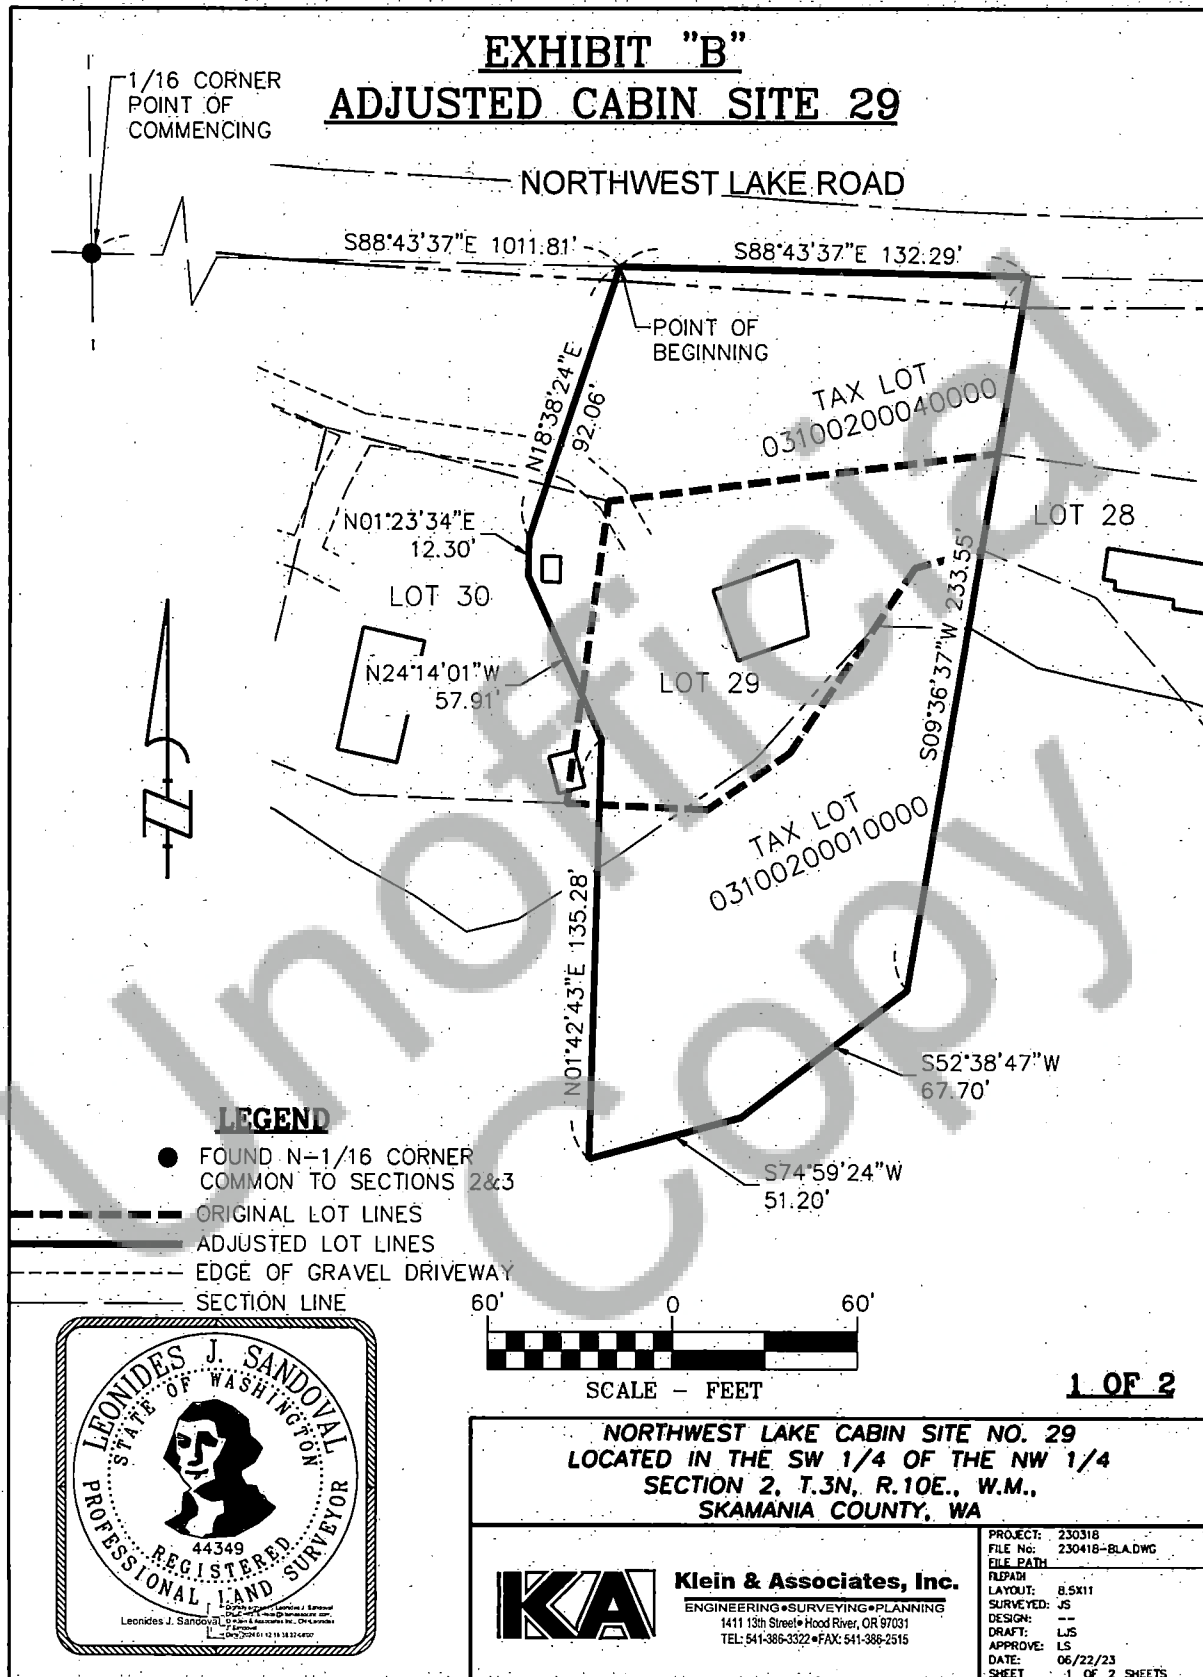 EXHIBIT "B"
ADJUSTED CABIN SITE 29
1/16 CORNER
POINT OF
COMMENCING
NORTHWEST LAKE ROAD
S88°43'37"E 1011.81'
S88°43'37"E 132.29'
POINT OF
BEGINNING
N18°38'24"E
92.06'
TAX LOT
03100200040000
N01°23'34"E
12.30'
LOT 28
LOT 30
N24°14'01"W
57.91'
LOT 29
S09°36'37"W 233.55'
TAX LOT
03100200010000
N01°42'43"E 135.28'
S52°38'47"W
67.70'
S74°59'24"W
51.20'
Unofficial
Copy
LEGEND
FOUND N-1/16 CORNER
COMMON TO SECTIONS 2&3
ORIGINAL LOT LINES
ADJUSTED LOT LINES
EDGE OF GRAVEL DRIVEWAY
SECTION LINE
60' 0 60'
SCALE - FEET
1 OF 2
LEONIDES J. SANDOVAL
STATE OF WASHINGTON
44349
REGISTERED
PROFESSIONAL LAND SURVEYOR
Leonides J. Sandoval
NORTHWEST LAKE CABIN SITE NO. 29
LOCATED IN THE SW 1/4 OF THE NW 1/4
SECTION 2, T.3N, R.10E., W.M.,
SKAMANIA COUNTY, WA
KA
Klein & Associates, Inc.
ENGINEERING•SURVEYING•PLANNING
1411 13th Street•Hood River, OR 97031
TEL: 541-386-3322•FAX: 541-386-2515
PROJECT: 230318
FILE No: 230418-BLA.DWG
FILE PATH
FILEPATH
LAYOUT: 8.5X11
SURVEYED: JS
DESIGN: --
DRAFT: LJS
APPROVE: LS
DATE: 06/22/23
SHEET 1 OF 2 SHEETS